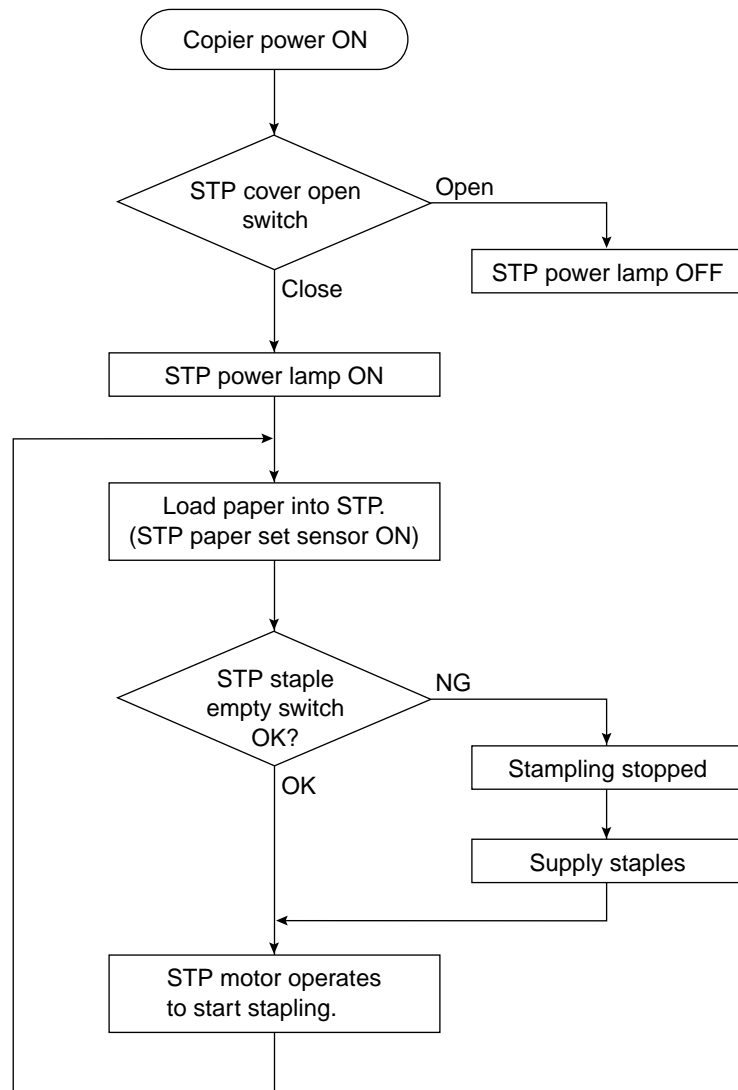 Copier power ON
STP cover open
switch
Open
STP power lamp OFF
Close
STP power lamp ON
Load paper into STP.
(STP paper set sensor ON)
STP staple
empty switch
OK?
NG
Stampling stopped
OK
Supply staples
STP motor operates
to start stapling.